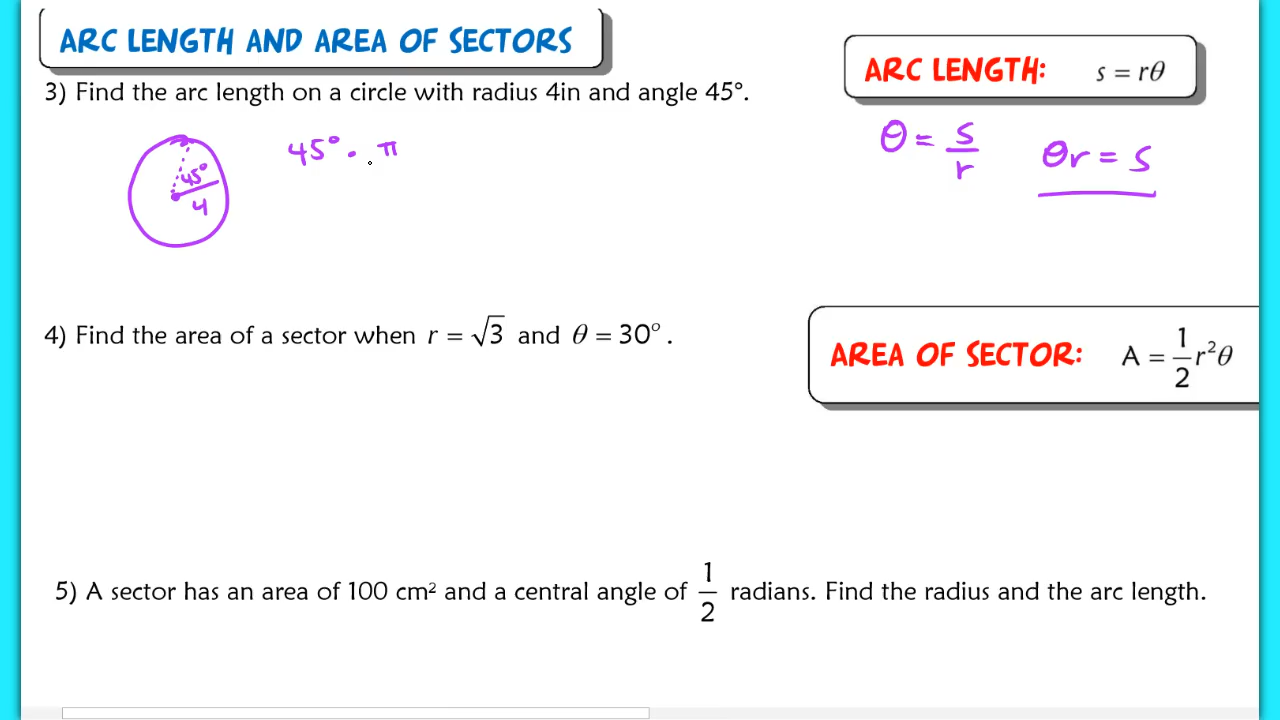 ARC LENGTH AND AREA OF SECTORS
ARC LENGTH: s = rθ
3) Find the arc length on a circle with radius 4in and angle 45°.
45° · π
θ = s/r
θr = s
45°
4
4) Find the area of a sector when r = √3 and θ = 30°.
AREA OF SECTOR: A = 1/2 r²θ
5) A sector has an area of 100 cm² and a central angle of 1/2 radians. Find the radius and the arc length.